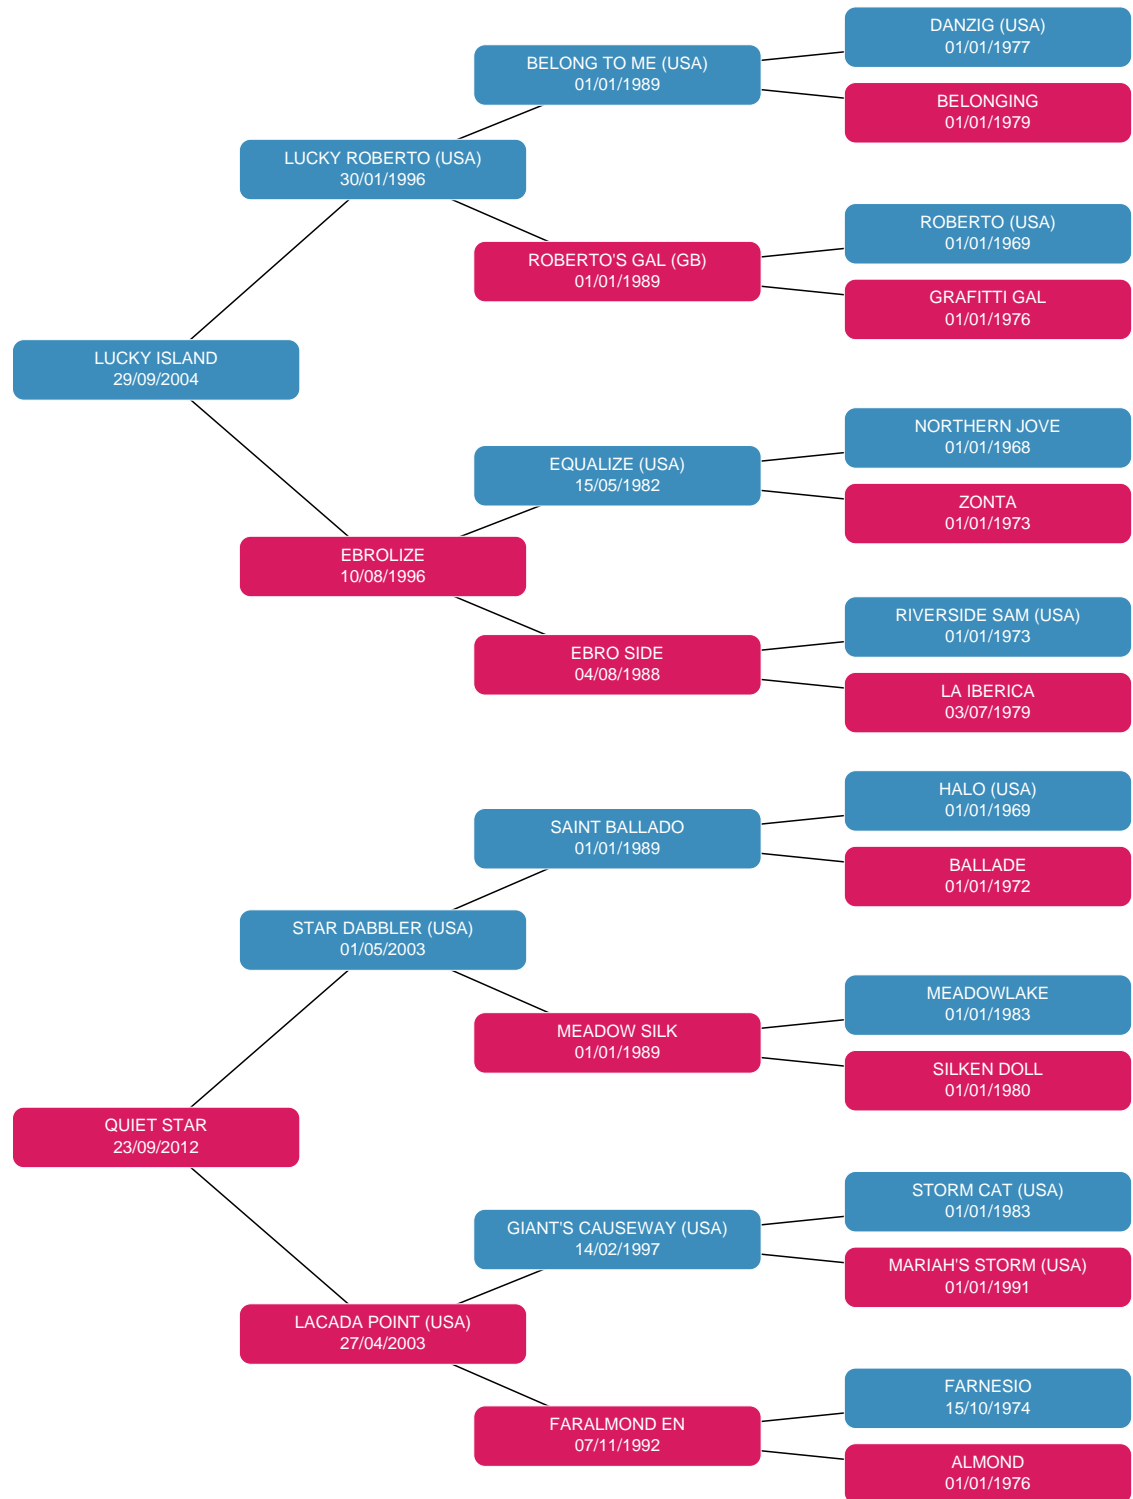 DANZIG (USA)
01/01/1977
BELONG TO ME (USA)
01/01/1989
BELONGING
01/01/1979
LUCKY ROBERTO (USA)
30/01/1996
ROBERTO (USA)
01/01/1969
ROBERTO'S GAL (GB)
01/01/1989
GRAFITTI GAL
01/01/1976
LUCKY ISLAND
29/09/2004
NORTHERN JOVE
01/01/1968
EQUALIZE (USA)
15/05/1982
ZONTA
01/01/1973
EBROLIZE
10/08/1996
RIVERSIDE SAM (USA)
01/01/1973
EBRO SIDE
04/08/1988
LA IBERICA
03/07/1979
HALO (USA)
01/01/1969
SAINT BALLADO
01/01/1989
BALLADE
01/01/1972
STAR DABBLER (USA)
01/05/2003
MEADOWLAKE
01/01/1983
MEADOW SILK
01/01/1989
SILKEN DOLL
01/01/1980
QUIET STAR
23/09/2012
STORM CAT (USA)
01/01/1983
GIANT'S CAUSEWAY (USA)
14/02/1997
MARIAH'S STORM (USA)
01/01/1991
LACADA POINT (USA)
27/04/2003
FARNESIO
15/10/1974
FARALMOND EN
07/11/1992
ALMOND
01/01/1976